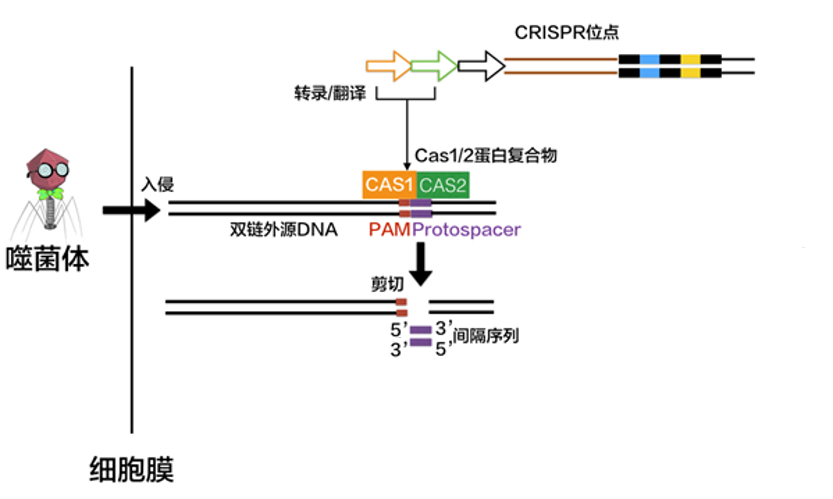 CRISPR位点
转录/翻译
Cas1/2蛋白复合物
入侵
CAS1 CAS2
双链外源DNA PAM Protospacer
噬菌体
剪切
5’ 3’ 间隔序列
3’ 5’
细胞膜